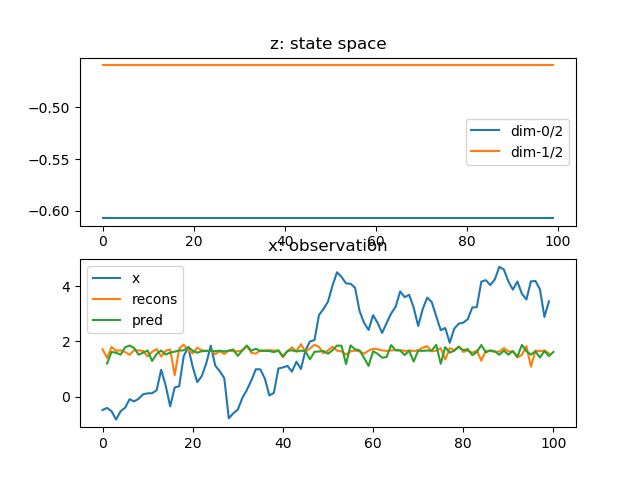 z: state space
−0.50
−0.55
−0.60
dim-0/2
dim-1/2
0 20 40 60 80 100
x: observation
4
2
0
x
recons
pred
0 20 40 60 80 100